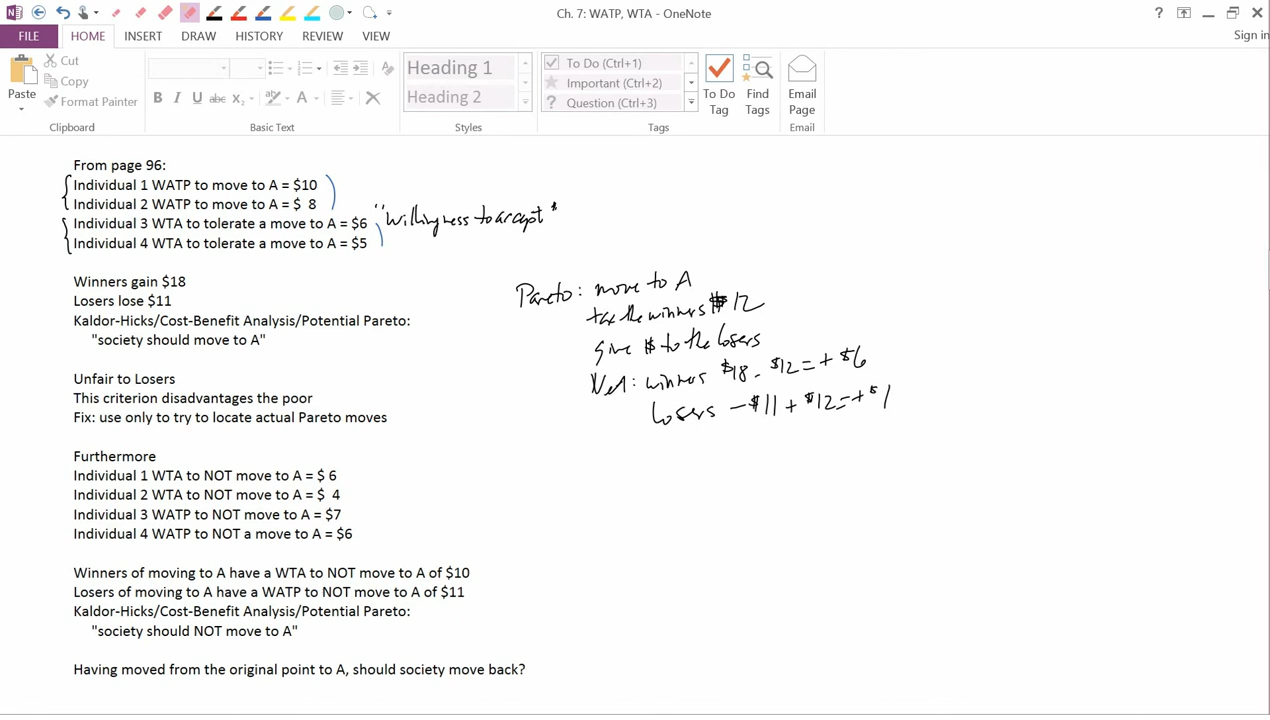 Ch. 7: WATP, WTA - OneNote
Sign in
FILE HOME INSERT DRAW HISTORY REVIEW VIEW
Paste
Cut
Copy
Format Painter
Clipboard
B I U abc x₂ A
Basic Text
Heading 1
Heading 2
Styles
To Do (Ctrl+1)
Important (Ctrl+2)
Question (Ctrl+3)
To Do Tag
Find Tags
Tags
Email Page
Email
From page 96:
Individual 1 WATP to move to A = $10
Individual 2 WATP to move to A = $ 8
Individual 3 WTA to tolerate a move to A = $6
Individual 4 WTA to tolerate a move to A = $5
"willingness to accept"
Winners gain $18
Losers lose $11
Kaldor-Hicks/Cost-Benefit Analysis/Potential Pareto:
"society should move to A"
Pareto: move to A
tax the winners $12
give $ to the losers
Net: winners $18 - $12 = + $6
losers - $11 + $12 = + $1
Unfair to Losers
This criterion disadvantages the poor
Fix: use only to try to locate actual Pareto moves
Furthermore
Individual 1 WTA to NOT move to A = $ 6
Individual 2 WTA to NOT move to A = $ 4
Individual 3 WATP to NOT move to A = $7
Individual 4 WATP to NOT a move to A = $6
Winners of moving to A have a WTA to NOT move to A of $10
Losers of moving to A have a WATP to NOT move to A of $11
Kaldor-Hicks/Cost-Benefit Analysis/Potential Pareto:
"society should NOT move to A"
Having moved from the original point to A, should society move back?